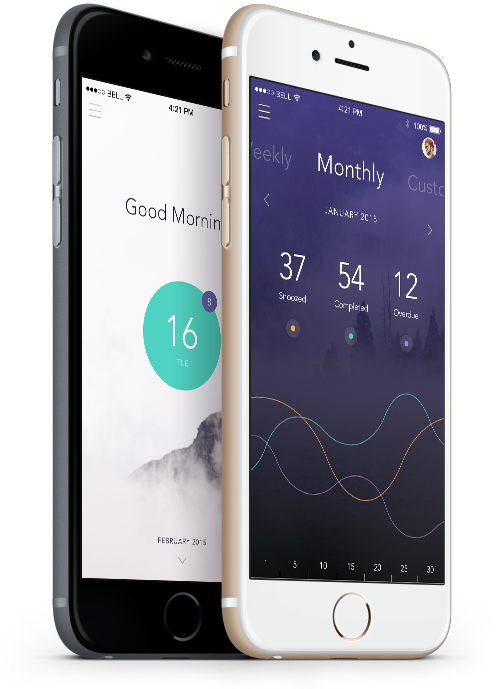 BELL
4:21 PM
Good Mornin
8
16
TUE
FEBRUARY 2015
BELL
4:21 PM
100%
eekly
Monthly
Custo
JANUARY 2015
37
54
12
Snoozed
Completed
Overdue
1 5 10 15 20 25 30